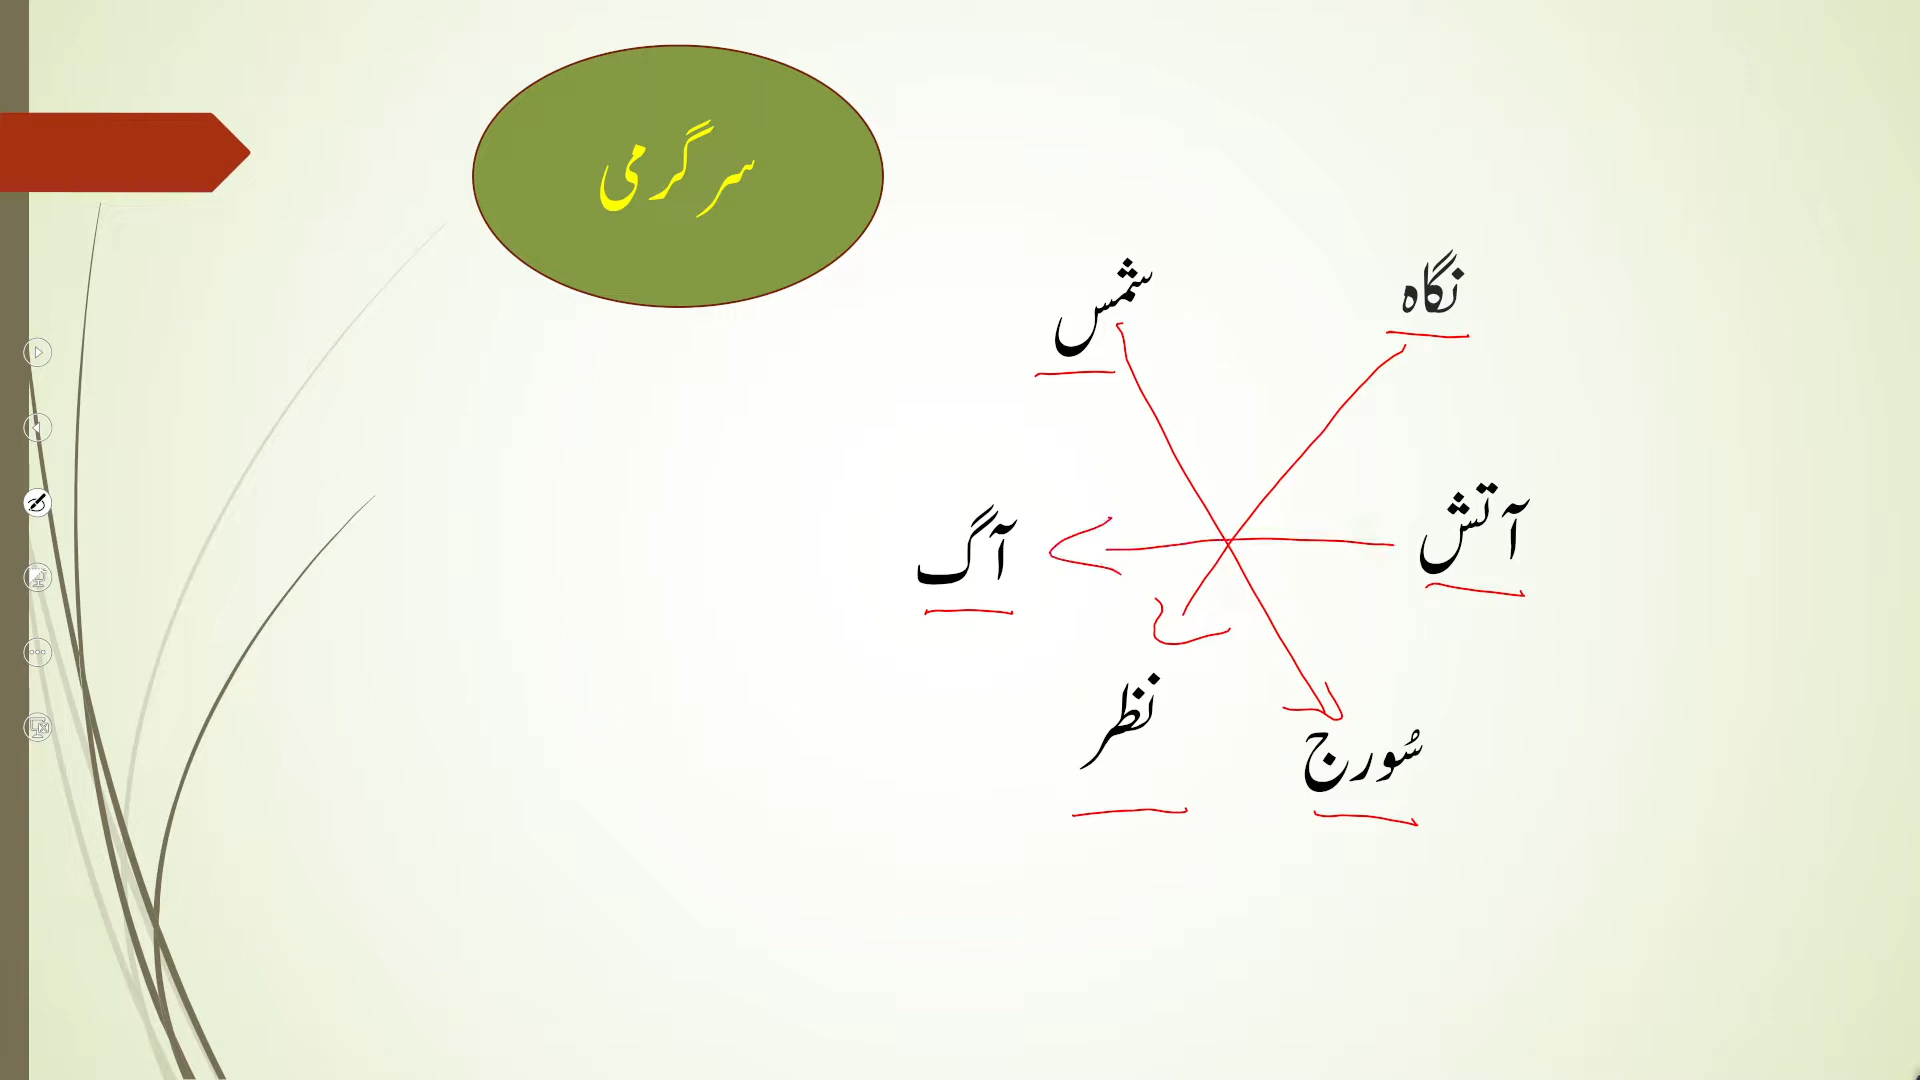 سرگرمی
نگاہ
شمس
آتش
آگ
نظر
سُورج